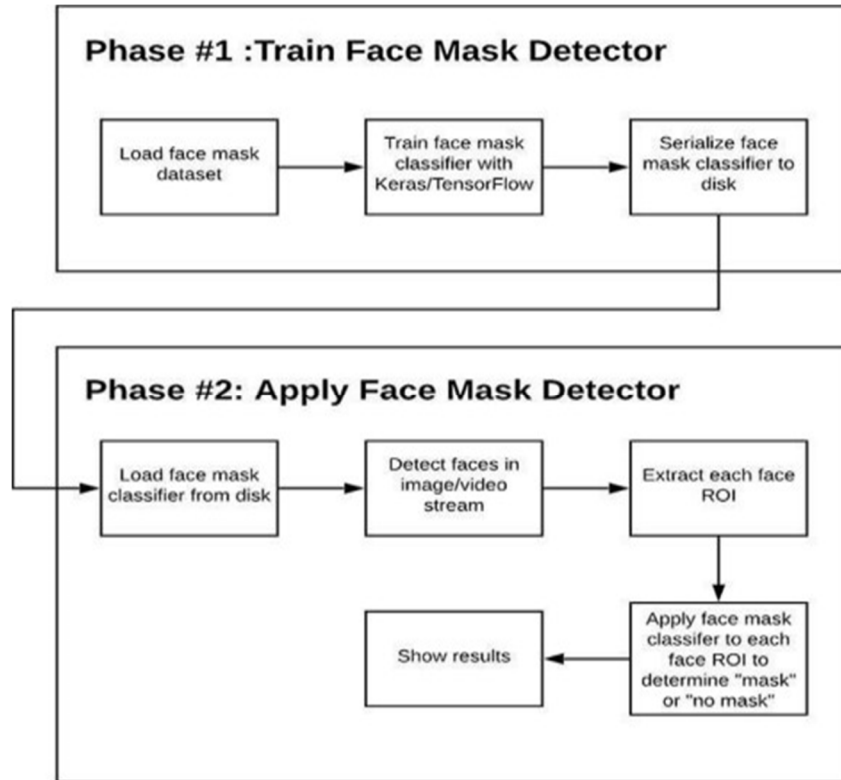 Phase #1 :Train Face Mask Detector
Load face mask
dataset
Train face mask
classifier with
Keras/TensorFlow
Serialize face
mask classifier to
disk
Phase #2: Apply Face Mask Detector
Load face mask
classifier from disk
Detect faces in
image/video
stream
Extract each face
ROI
Apply face mask
classifer to each
face ROI to
determine "mask"
or "no mask"
Show results